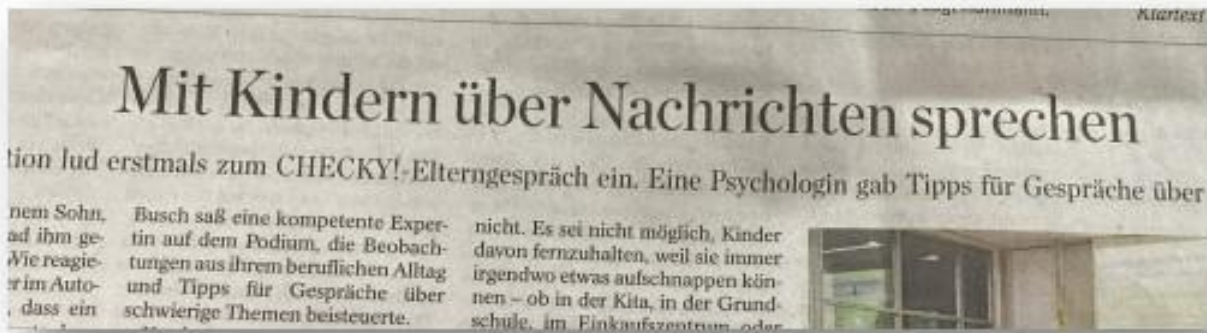 Klartext
Mit Kindern über Nachrichten sprechen
tion lud erstmals zum CHECKY!-Elterngespräch ein. Eine Psychologin gab Tipps für Gespräche über
nem Sohn,
ad ihm ge-
Wie reagie-
er im Auto-
, dass ein
Busch saß eine kompetente Exper-
tin auf dem Podium, die Beobach-
tungen aus ihrem beruflichen Alltag
und Tipps für Gespräche über
schwierige Themen beisteuerte.
nicht. Es sei nicht möglich, Kinder
davon fernzuhalten, weil sie immer
irgendwo etwas aufschnappen kön-
nen – ob in der Kita, in der Grund-
schule, im Einkaufszentrum oder